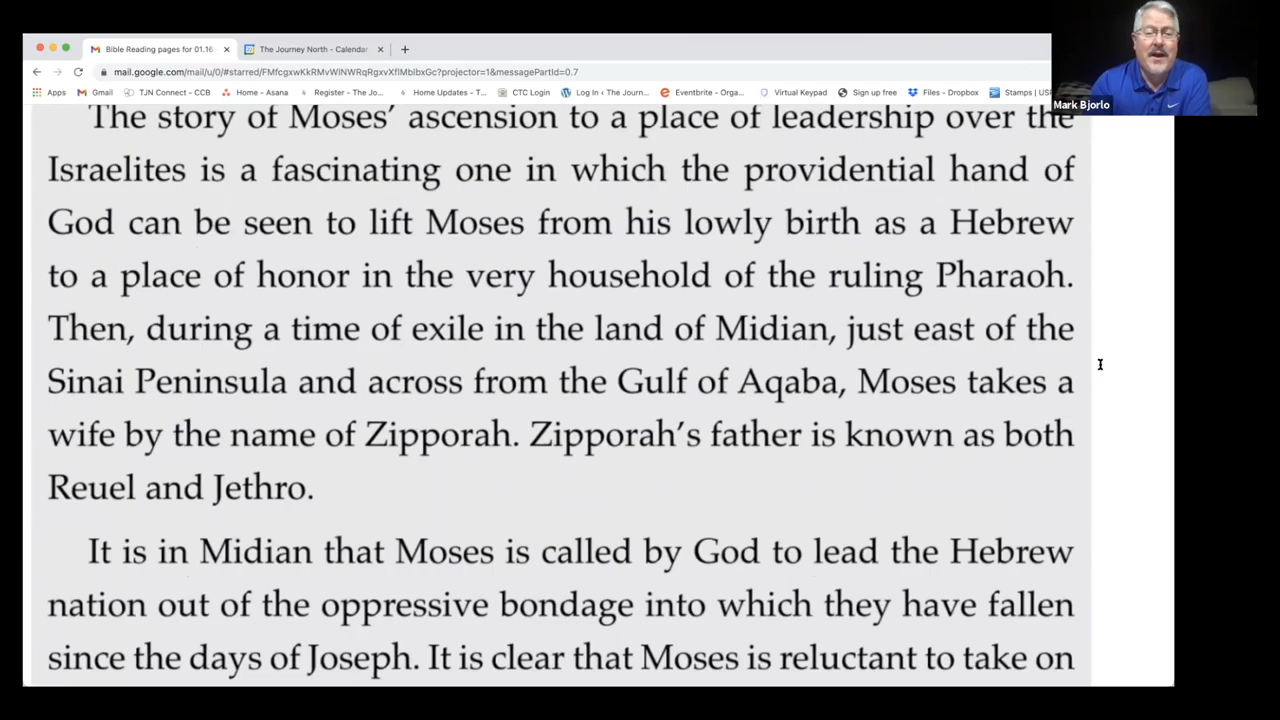 Bible Reading pages for 01.16
The Journey North - Calendar
mail.google.com/mail/u/0/#starred/FMfcgxwKkRMvWlNWRqRgxvXflMblbxGc?projector=1&messagePartId=0.7
Apps Gmail TJN Connect - CCB Home - Asana Register - The Jo... Home Updates - T... CTC Login Log In ‹ The Journ... Eventbrite - Orga... Virtual Keypad Sign up free Files - Dropbox Stamps | USP
Mark Bjorlo
The story of Moses' ascension to a place of leadership over the
Israelites is a fascinating one in which the providential hand of
God can be seen to lift Moses from his lowly birth as a Hebrew
to a place of honor in the very household of the ruling Pharaoh.
Then, during a time of exile in the land of Midian, just east of the
Sinai Peninsula and across from the Gulf of Aqaba, Moses takes a
wife by the name of Zipporah. Zipporah's father is known as both
Reuel and Jethro.
It is in Midian that Moses is called by God to lead the Hebrew
nation out of the oppressive bondage into which they have fallen
since the days of Joseph. It is clear that Moses is reluctant to take on